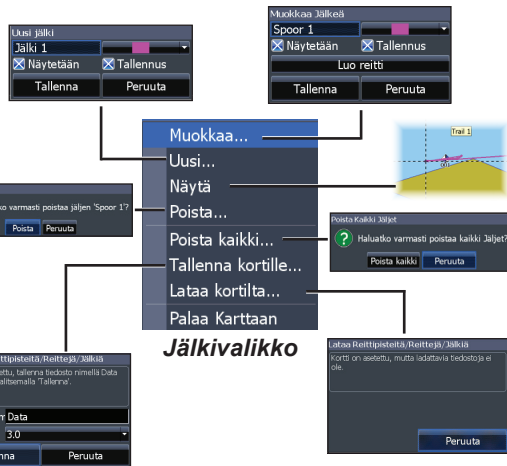 Uusi jälki
Jälki 1
Näytetään Tallennus
Tallenna Peruuta
Muokkaa Jälkeä
Spoor 1
Näytetään Tallennus
Luo reitti
Tallenna Peruuta
Muokkaa...
Uusi...
Näytä
Poista...
Poista kaikki...
Tallenna kortille...
Lataa kortilta...
Palaa Karttaan
Jälkivalikko
Trail 1
001
ko varmasti poistaa jäljen 'Spoor 1'?
Poista Peruuta
Poista Kaikki Jäljet
Haluatko varmasti poistaa kaikki Jäljet?
Poista kaikki Peruuta
ttipisteitä/Reittejä/Jälkiä
ettu, tallenna tiedosto nimellä Data
alitsemalla 'Tallenna'.
Data
3.0
nna Peruuta
Lataa Reittipisteitä/Reittejä/Jälkiä
Kortti on asetettu, mutta ladattavia tiedostoja ei
ole.
Peruuta